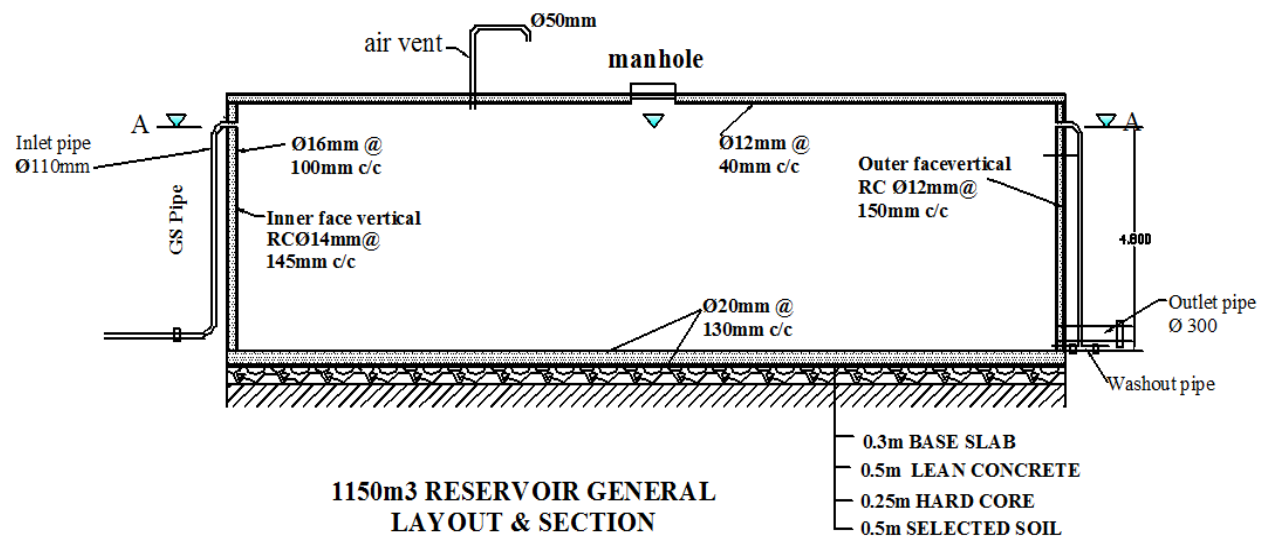 Ø50mm
air vent
manhole
A
A
Inlet pipe
Ø110mm
Ø16mm @
100mm c/c
Ø12mm @
40mm c/c
Outer facevertical
RC Ø12mm@
150mm c/c
GS Pipe
Inner face vertical
RCØ14mm@
145mm c/c
4.800
Ø20mm @
130mm c/c
Outlet pipe
Ø 300
Washout pipe
0.3m BASE SLAB
0.5m LEAN CONCRETE
0.25m HARD CORE
0.5m SELECTED SOIL
1150m3 RESERVOIR GENERAL
LAYOUT & SECTION